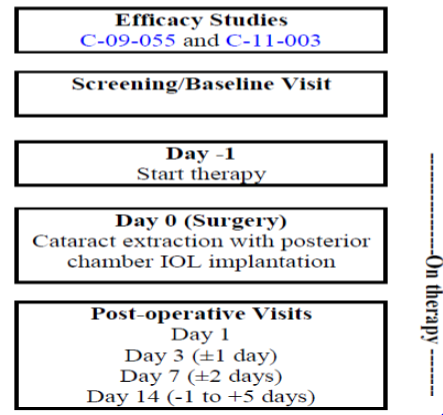 Efficacy Studies
C-09-055 and C-11-003
Screening/Baseline Visit
Day -1
Start therapy
Day 0 (Surgery)
Cataract extraction with posterior
chamber IOL implantation
Post-operative Visits
Day 1
Day 3 (±1 day)
Day 7 (±2 days)
Day 14 (-1 to +5 days)
--------------------On therapy ------